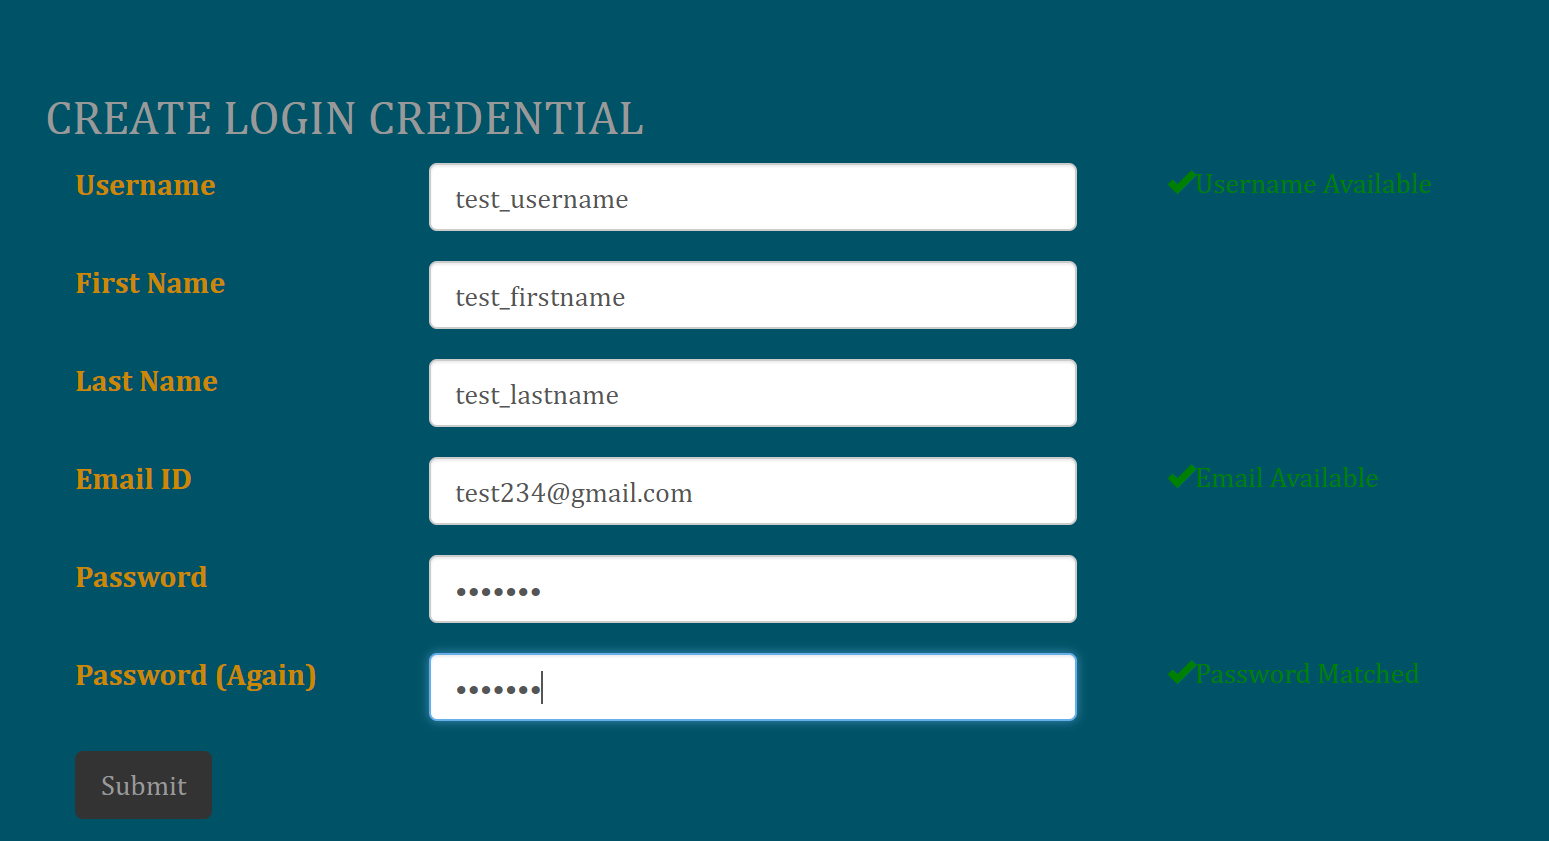 CREATE LOGIN CREDENTIAL
Username test_username ✔Username Available
First Name test_firstname
Last Name test_lastname
Email ID test234@gmail.com ✔Email Available
Password •••••••
Password (Again) ••••••• ✔Password Matched
Submit